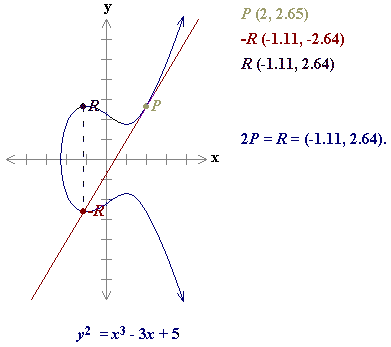 y
P (2, 2.65)
-R (-1.11, -2.64)
R (-1.11, 2.64)
R
P
2P = R = (-1.11, 2.64).
x
-R
y² = x³ - 3x + 5